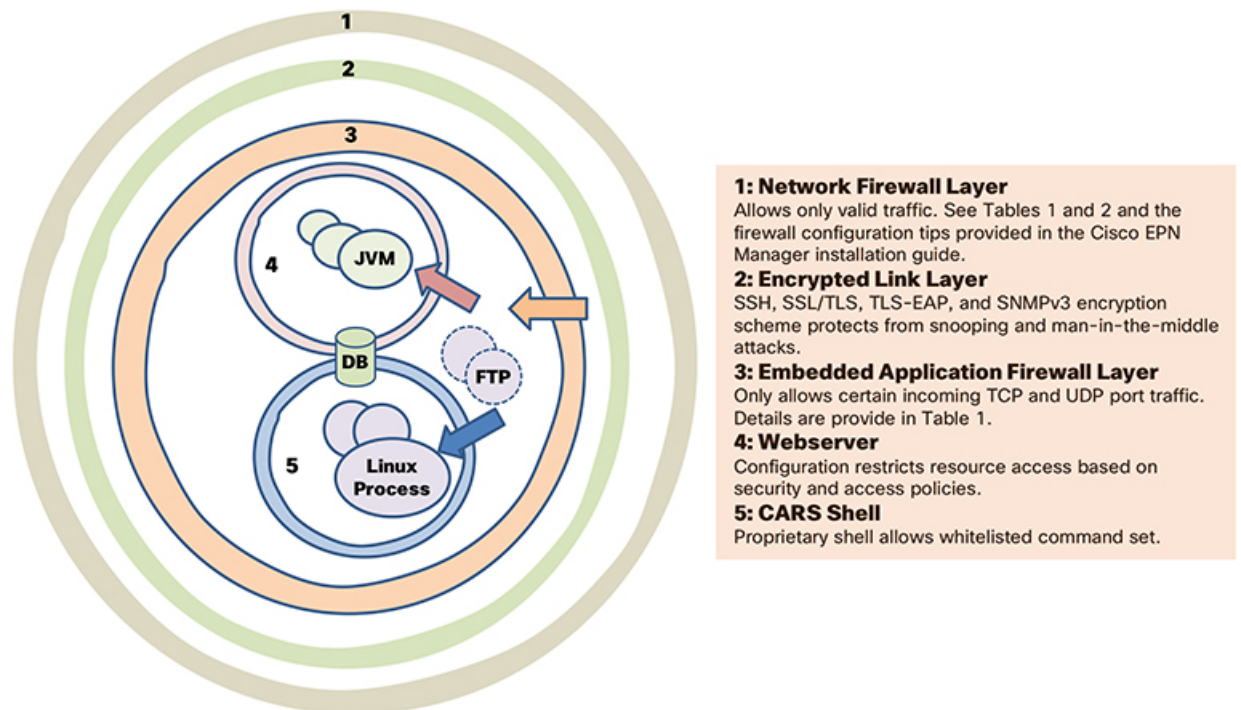 1
2
3
4
JVM
DB
FTP
5
Linux
Process
1: Network Firewall Layer
Allows only valid traffic. See Tables 1 and 2 and the
firewall configuration tips provided in the Cisco EPN
Manager installation guide.
2: Encrypted Link Layer
SSH, SSL/TLS, TLS-EAP, and SNMPv3 encryption
scheme protects from snooping and man-in-the-middle
attacks.
3: Embedded Application Firewall Layer
Only allows certain incoming TCP and UDP port traffic.
Details are provide in Table 1.
4: Webserver
Configuration restricts resource access based on
security and access policies.
5: CARS Shell
Proprietary shell allows whitelisted command set.